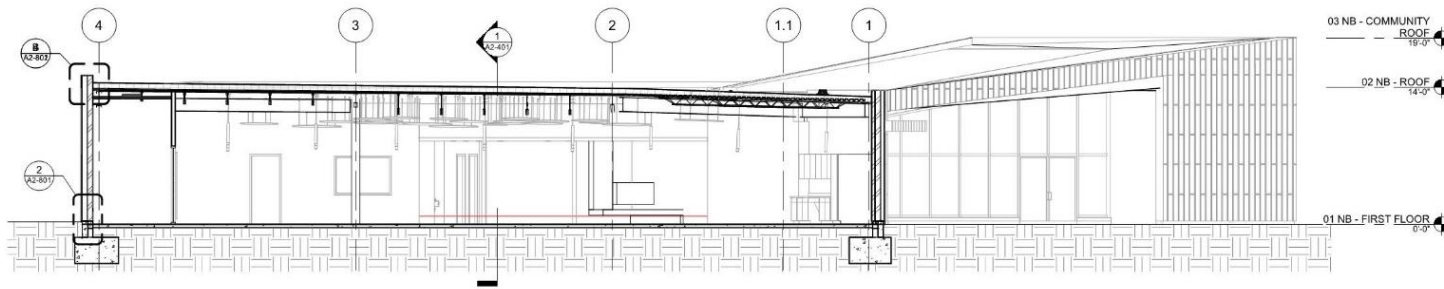 4
3
1
A2-401
2
1.1
1
03 NB - COMMUNITY
ROOF
19'-0"
A2-802
02 NB - ROOF
14'-0"
2
A2-801
01 NB - FIRST FLOOR
0'-0"